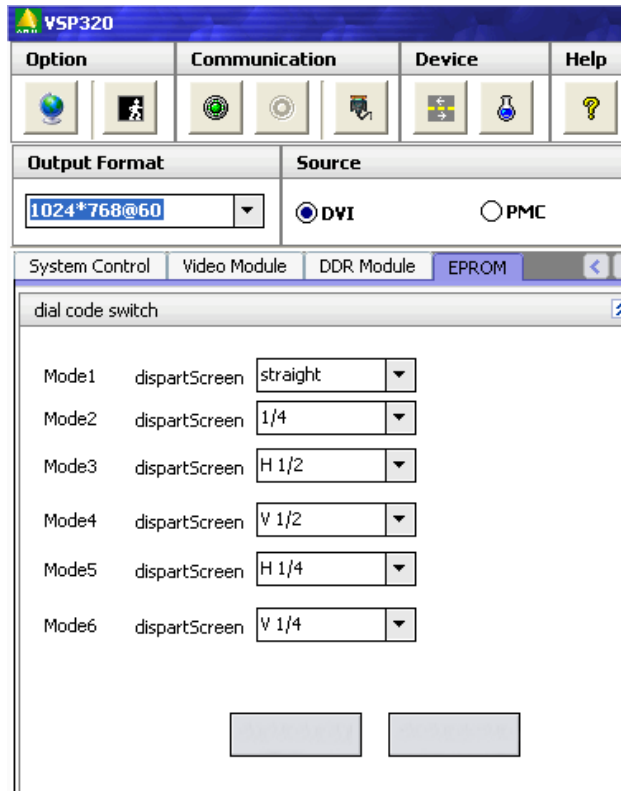 VSP320
Option Communication Device Help
Output Format Source
1024*768@60 DVI PMC
System Control Video Module DDR Module EPROM
dial code switch
Mode1 dispartScreen straight
Mode2 dispartScreen 1/4
Mode3 dispartScreen H 1/2
Mode4 dispartScreen V 1/2
Mode5 dispartScreen H 1/4
Mode6 dispartScreen V 1/4